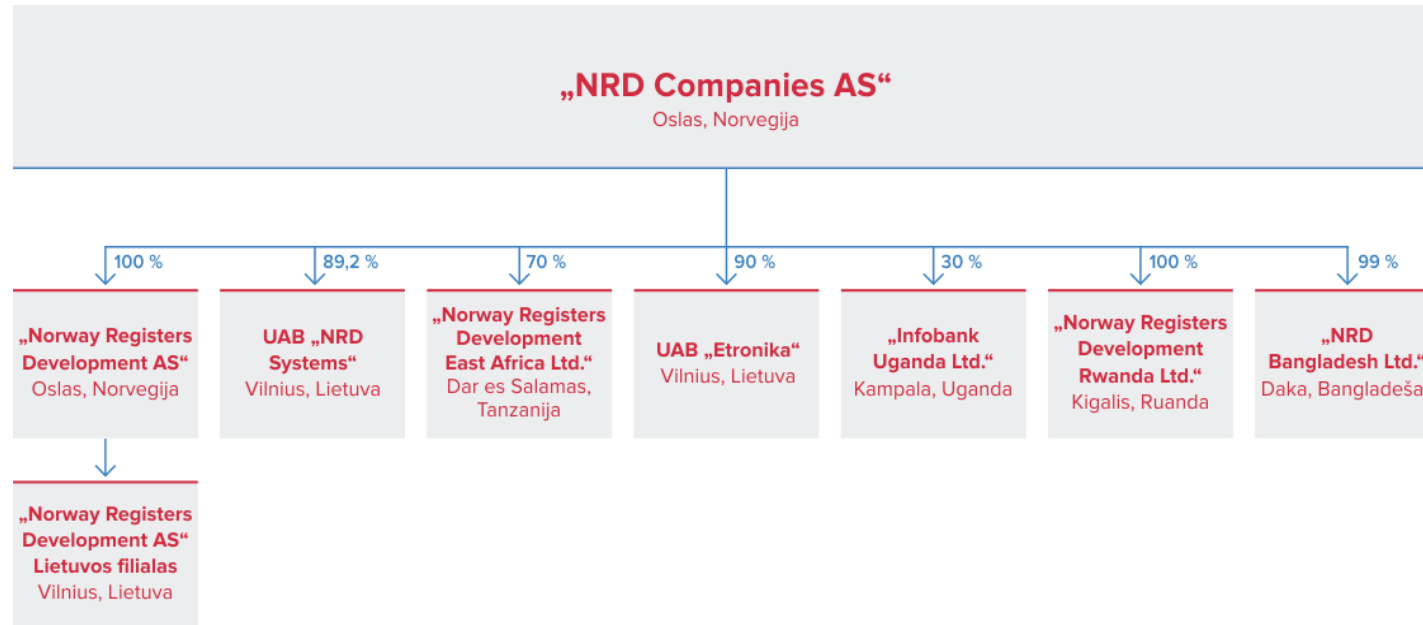 „NRD Companies AS“
Oslas, Norvegija
100 %
89,2 %
70 %
90 %
30 %
100 %
99 %
„Norway Registers
Development AS“
Oslas, Norvegija
UAB „NRD
Systems“
Vilnius, Lietuva
„Norway Registers
Development
East Africa Ltd.“
Dar es Salamas,
Tanzanija
UAB „Etronika“
Vilnius, Lietuva
„Infobank
Uganda Ltd.“
Kampala, Uganda
„Norway Registers
Development
Rwanda Ltd.“
Kigalis, Ruanda
„NRD
Bangladesh Ltd.“
Daka, Bangladeša
„Norway Registers
Development AS“
Lietuvos filialas
Vilnius, Lietuva